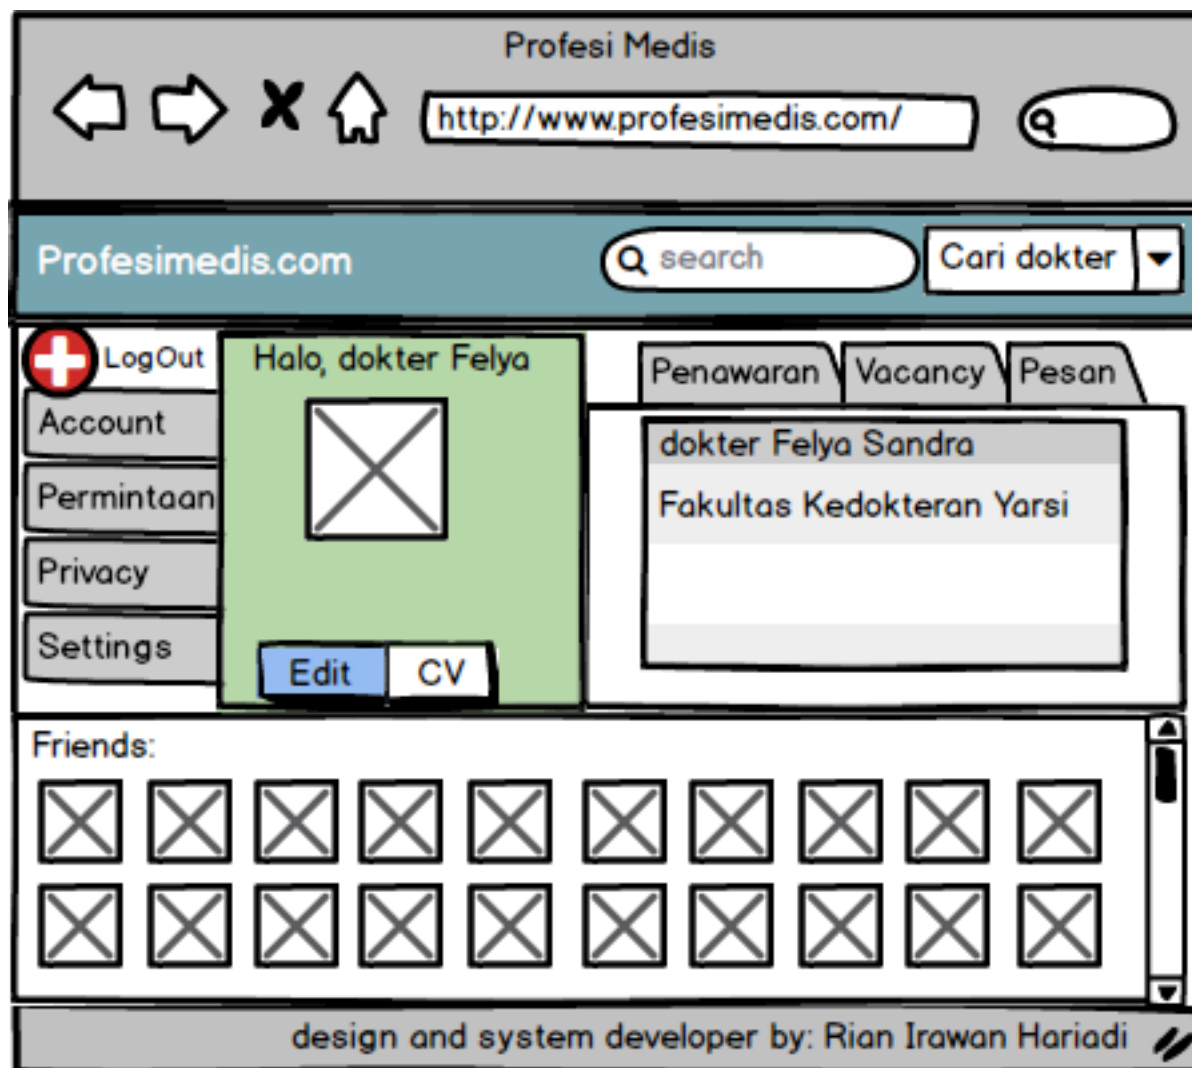 Profesi Medis
http://www.profesimedis.com/
Profesimedis.com
search
Cari dokter
LogOut
Account
Permintaan
Privacy
Settings
Halo, dokter Felya
Edit
CV
Penawaran
Vacancy
Pesan
dokter Felya Sandra
Fakultas Kedokteran Yarsi
Friends:
design and system developer by: Rian Irawan Hariadi